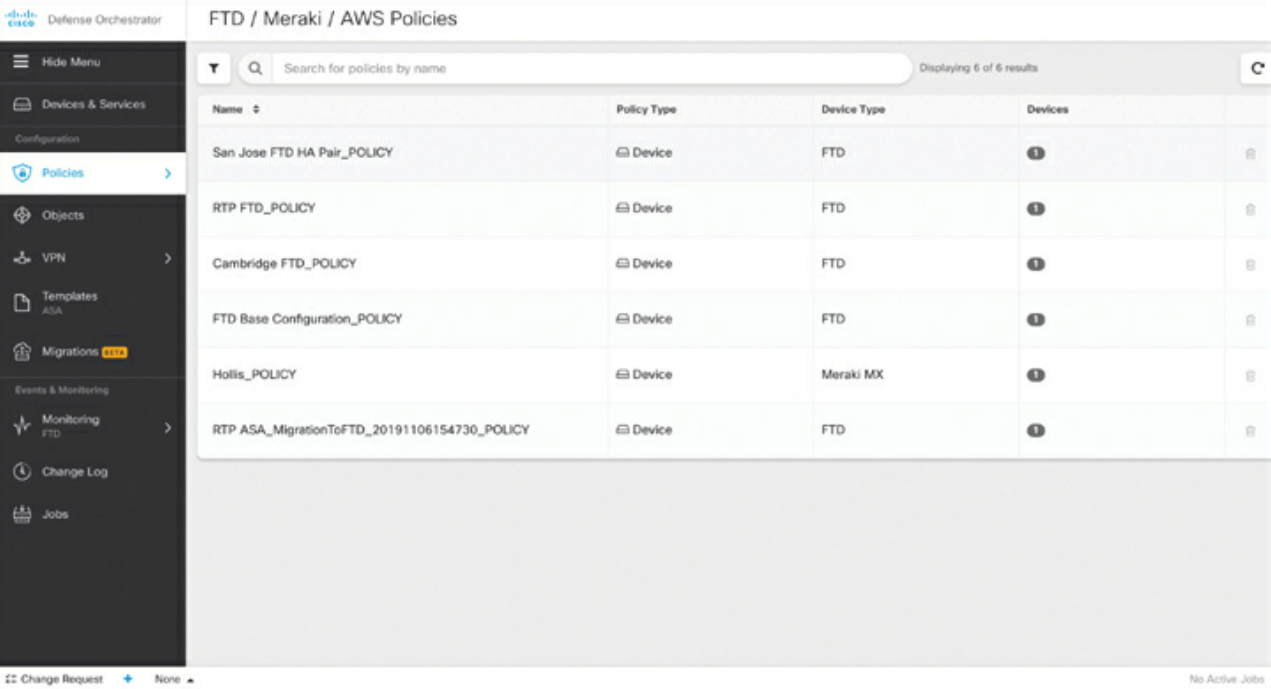 CISCO Defense Orchestrator
FTD / Meraki / AWS Policies
Hide Menu
Devices & Services
Configuration
Policies
Objects
VPN
Templates
ASA
Migrations BETA
Events & Monitoring
Monitoring
FTD
Change Log
Jobs
Search for policies by name
Displaying 6 of 6 results
Name Policy Type Device Type Devices
San Jose FTD HA Pair_POLICY Device FTD 1
RTP FTD_POLICY Device FTD 1
Cambridge FTD_POLICY Device FTD 1
FTD Base Configuration_POLICY Device FTD 1
Hollis_POLICY Device Meraki MX 1
RTP ASA_MigrationToFTD_20191106154730_POLICY Device FTD 1
Change Request + None No Active Jobs